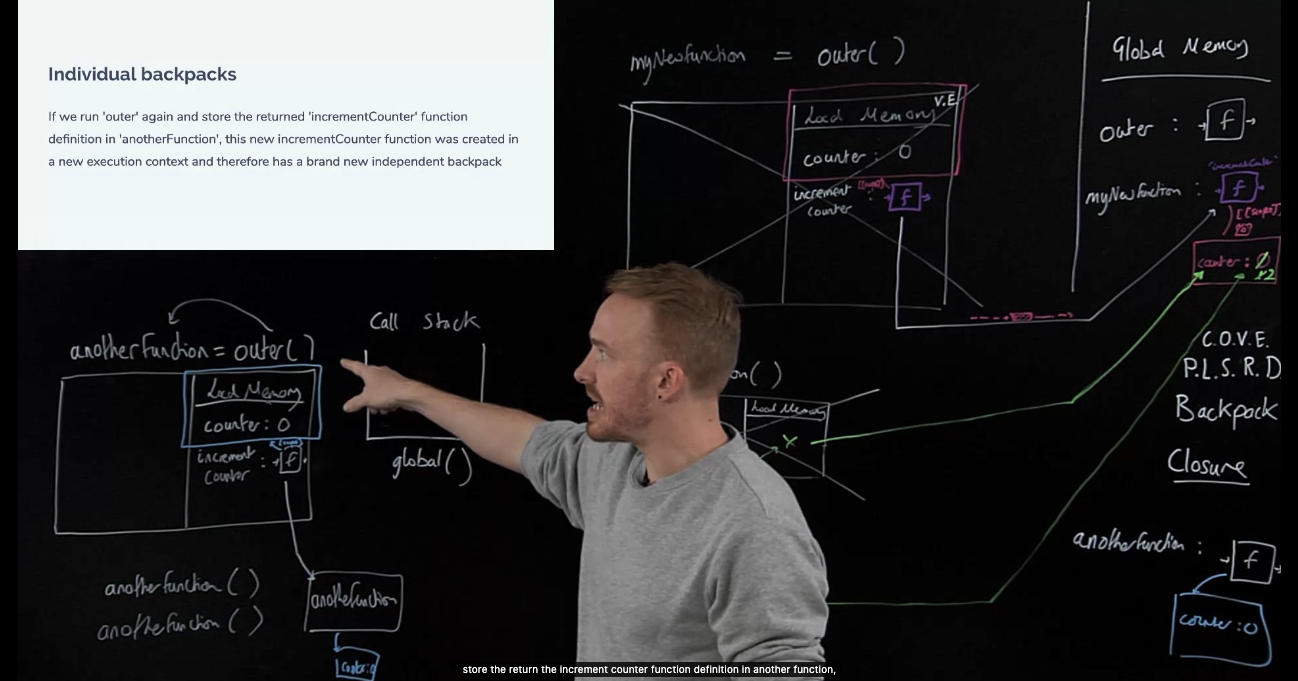 Individual backpacks
If we run 'outer' again and store the returned 'incrementCounter' function
definition in 'anotherFunction', this new incrementCounter function was created in
a new execution context and therefore has a brand new independent backpack
myNewFunction = outer( )
V.E
Local Memory
counter : 0
increment
counter : f
Global Memory
outer : f
"incrementCounter"
myNewFunction : f
[[scope]]
counter : 0
1 2
C.O.V.E.
P.L.S.R.D
Backpack
Closure
anotherfunction : f
counter : 0
anotherfunction = outer( )
Local Memory
counter : 0
increment
counter : f
anotherfunction ( )
anotherfunction ( )
anotherfunction
counter:0
Call Stack
global( )
on( )
Local Memory
store the return the increment counter function definition in another function,